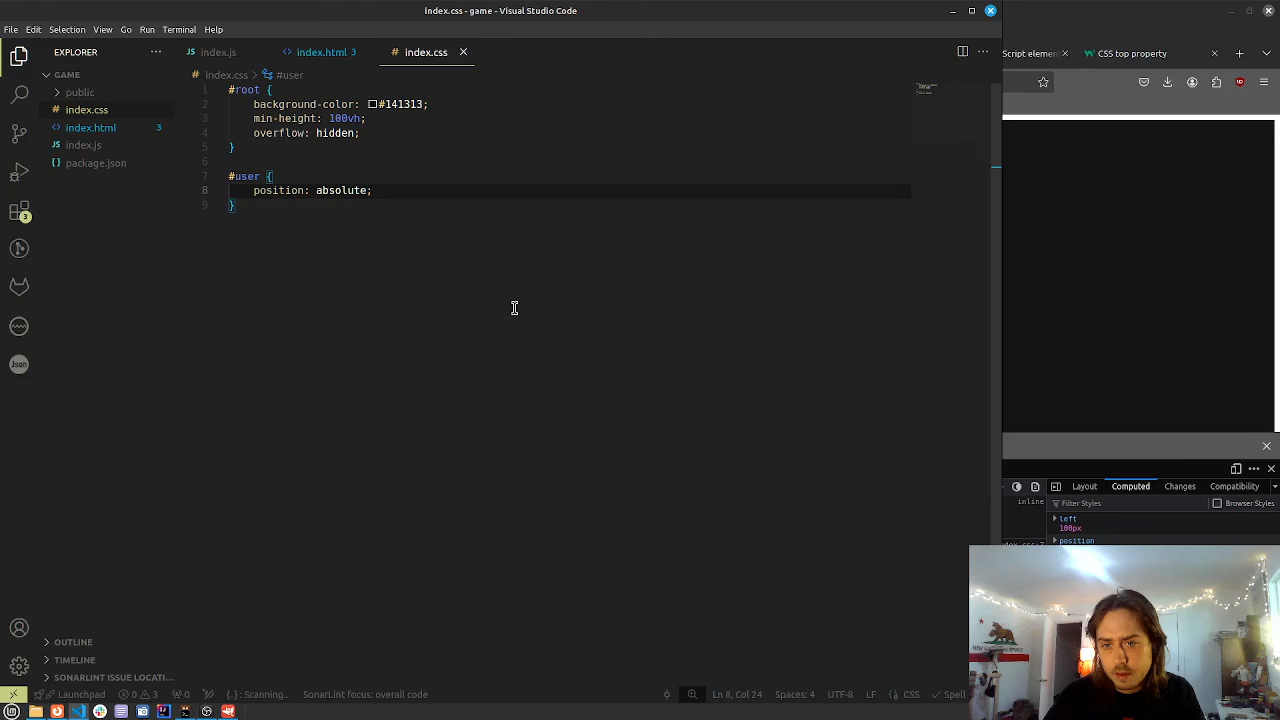 index.css - game - Visual Studio Code
File Edit Selection View Go Run Terminal Help
EXPLORER
JS index.js
<> index.html 3
# index.css
Script elemen
CSS top property
GAME
# index.css > #user
public
# index.css
<> index.html 3
JS index.js
package.json
1 #root {
2 background-color: #141313;
3 min-height: 100vh;
4 overflow: hidden;
5 }
6
7 #user {
8 position: absolute;
9 }
3
Json
Layout Computed Changes Compatibility
inline
Filter Styles
Browser Styles
left
100px
position
OUTLINE
TIMELINE
SONARLINT ISSUE LOCATI...
Launchpad 0 3 0 {..} : Scanning.. SonarLint focus: overall code
Ln 8, Col 24 Spaces: 4 UTF-8 LF {} CSS Spell